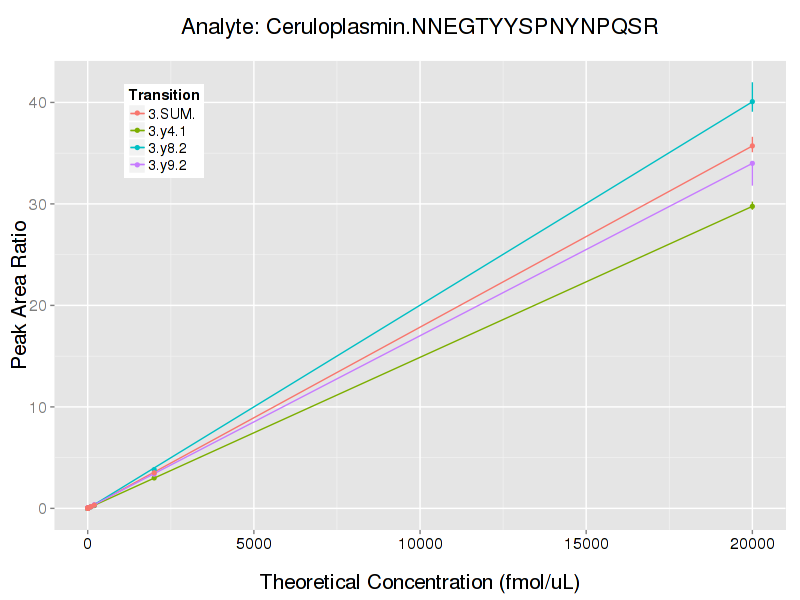 Analyte: Ceruloplasmin.NNEGTYYSPNYNPQSR
Transition
3.SUM.
3.y4.1
3.y8.2
3.y9.2
Peak Area Ratio
40
30
20
10
0
0 5000 10000 15000 20000
Theoretical Concentration (fmol/uL)